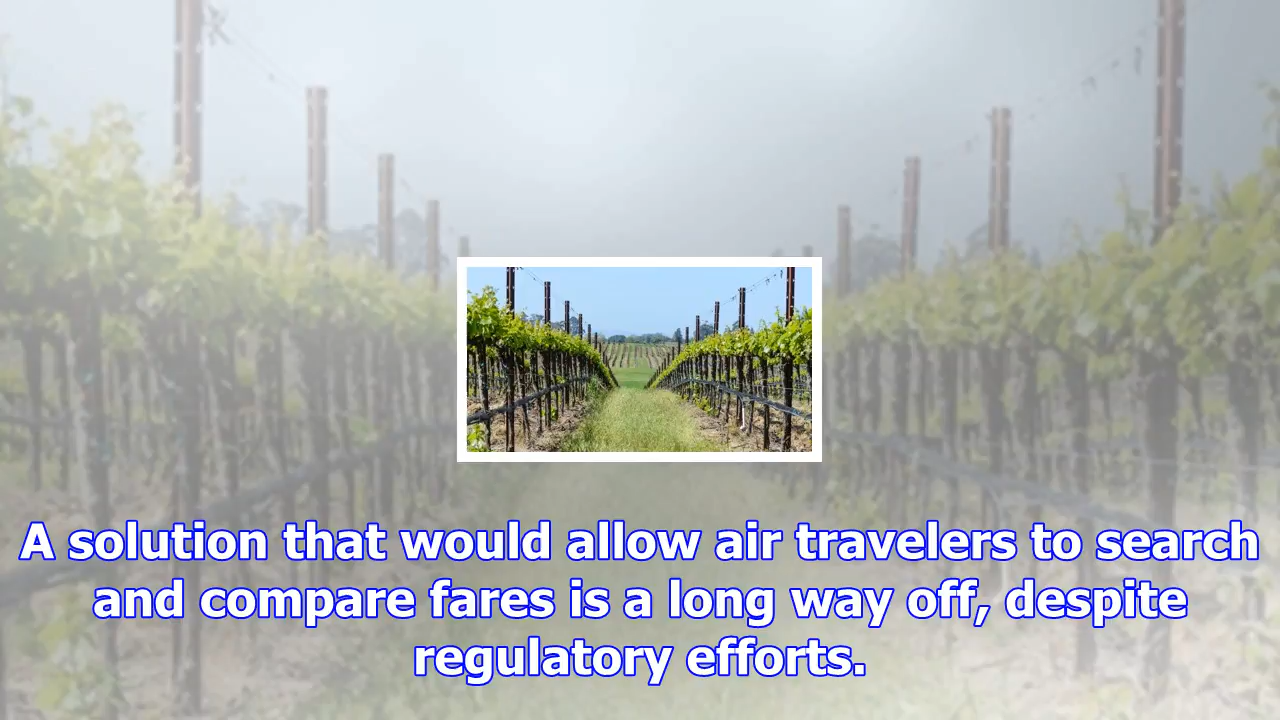 A solution that would allow air travelers to search
and compare fares is a long way off, despite
regulatory efforts.